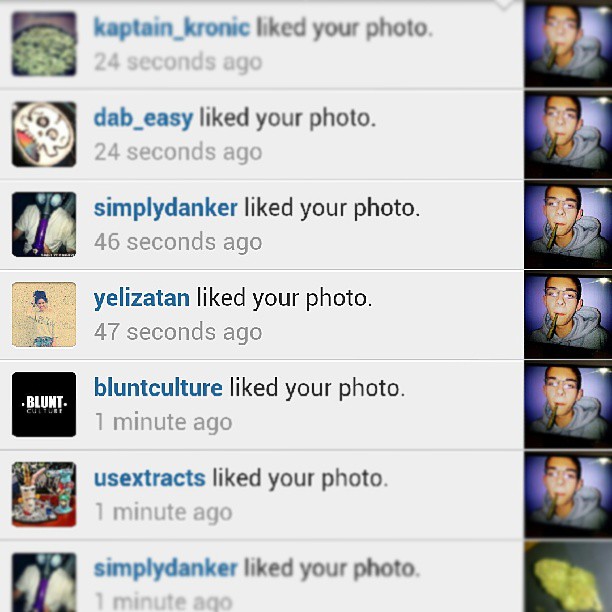 kaptain_kronic liked your photo.
24 seconds ago
dab_easy liked your photo.
24 seconds ago
simplydanker liked your photo.
46 seconds ago
yelizatan liked your photo.
47 seconds ago
·BLUNT·
CULTURE
bluntculture liked your photo.
1 minute ago
usextracts liked your photo.
1 minute ago
simplydanker liked your photo.
1 minute ago